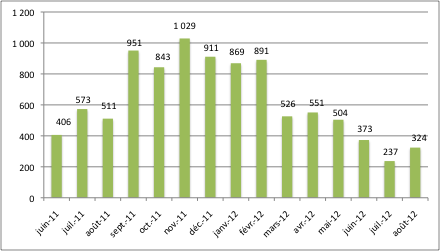 1 200
1 000
800
600
400
200
0
406
573
511
951
843
1 029
911
869
891
526
551
504
373
237
324
juin-11
juil.-11
août-11
sept.-11
oct.-11
nov.-11
déc.-11
janv.-12
févr.-12
mars-12
avr.-12
mai-12
juin-12
juil.-12
août-12